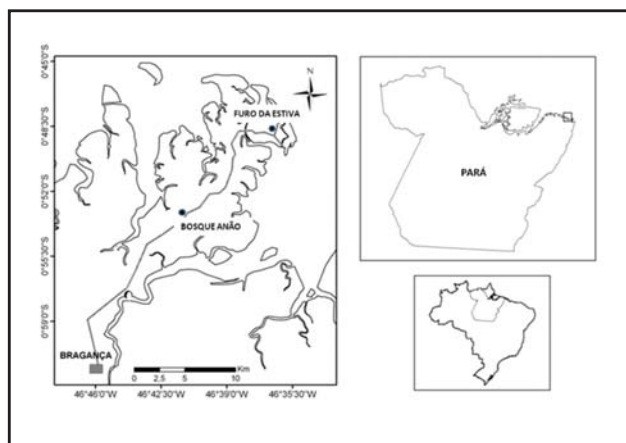 0°45'0"S
0°48'30"S
0°52'0"S
0°55'30"S
0°59'0"S
N
FURO DA ESTIVA
BOSQUE ANÃO
BRAGANÇA
Km
0 2.5 5 10
46°46'0"W 46°42'30"W 46°39'0"W 46°35'30"W
PARÁ